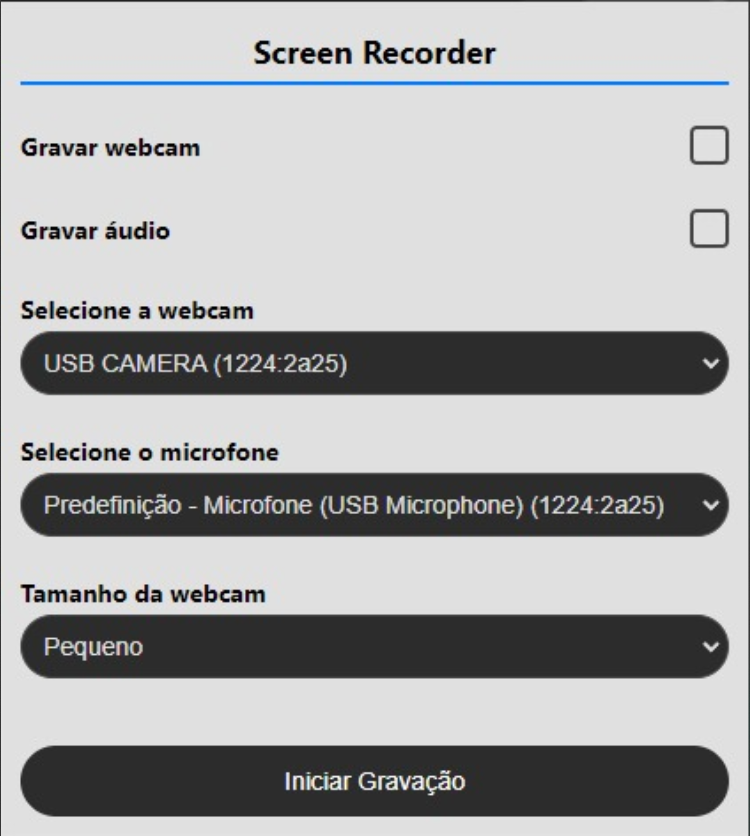 Screen Recorder
Gravar webcam
Gravar áudio
Selecione a webcam
USB CAMERA (1224:2a25)
Selecione o microfone
Predefinição - Microfone (USB Microphone) (1224:2a25)
Tamanho da webcam
Pequeno
Iniciar Gravação